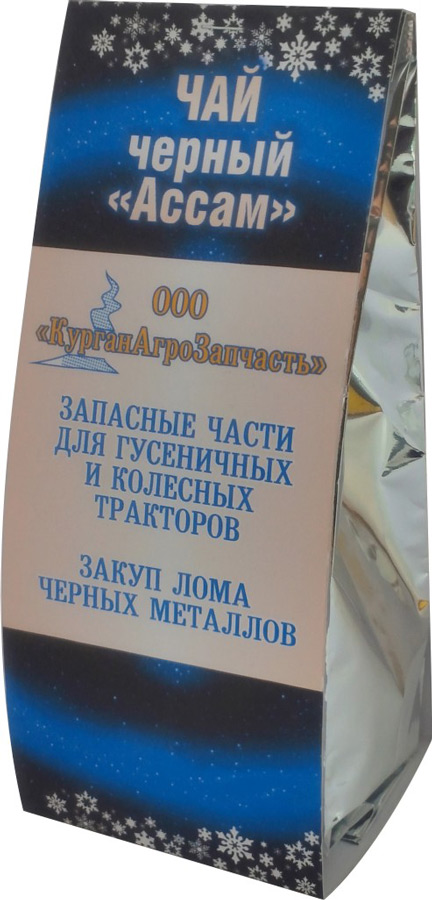 ЧАЙ
черный
«Ассам»
ООО
«КурганАгроЗапчасть»
ЗАПАСНЫЕ ЧАСТИ
ДЛЯ ГУСЕНИЧНЫХ
И КОЛЕСНЫХ
ТРАКТОРОВ
ЗАКУП ЛОМА
ЧЕРНЫХ МЕТАЛЛОВ